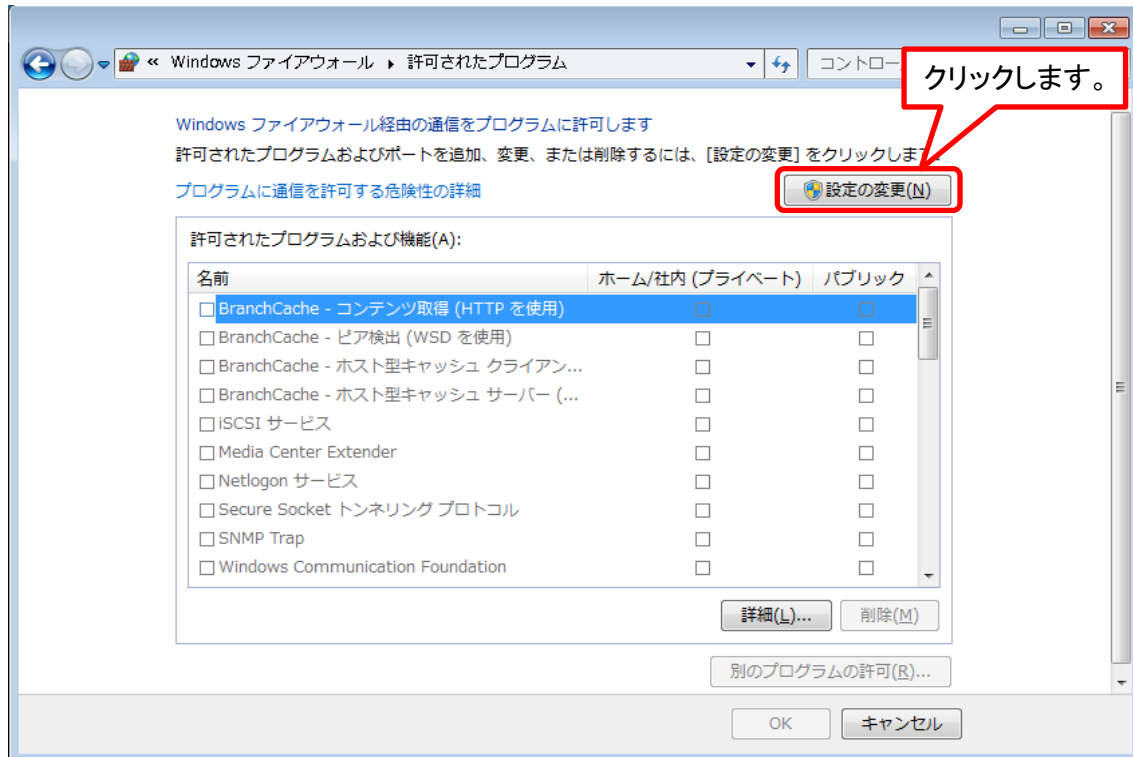 « Windows ファイアウォール ▸ 許可されたプログラム
コントロー
クリックします。
Windows ファイアウォール経由の通信をプログラムに許可します
許可されたプログラムおよびポートを追加、変更、または削除するには、[設定の変更] をクリックしま
プログラムに通信を許可する危険性の詳細
設定の変更(N)
許可されたプログラムおよび機能(A):
名前 ホーム/社内 (プライベート) パブリック
BranchCache - コンテンツ取得 (HTTP を使用)
BranchCache - ピア検出 (WSD を使用)
BranchCache - ホスト型キャッシュ クライアン...
BranchCache - ホスト型キャッシュ サーバー (...
iSCSI サービス
Media Center Extender
Netlogon サービス
Secure Socket トンネリング プロトコル
SNMP Trap
Windows Communication Foundation
詳細(L)... 削除(M)
別のプログラムの許可(R)...
OK キャンセル